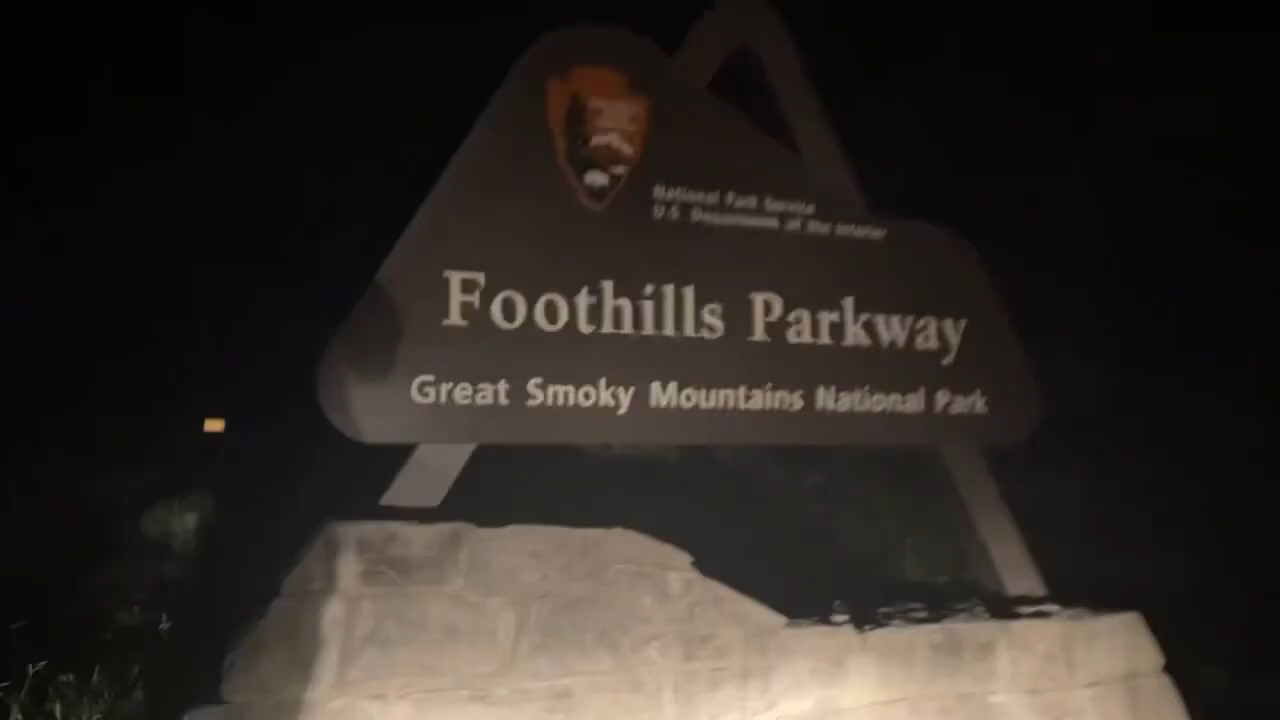 National Park Service
U.S. Department of the Interior
Foothills Parkway
Great Smoky Mountains National Park